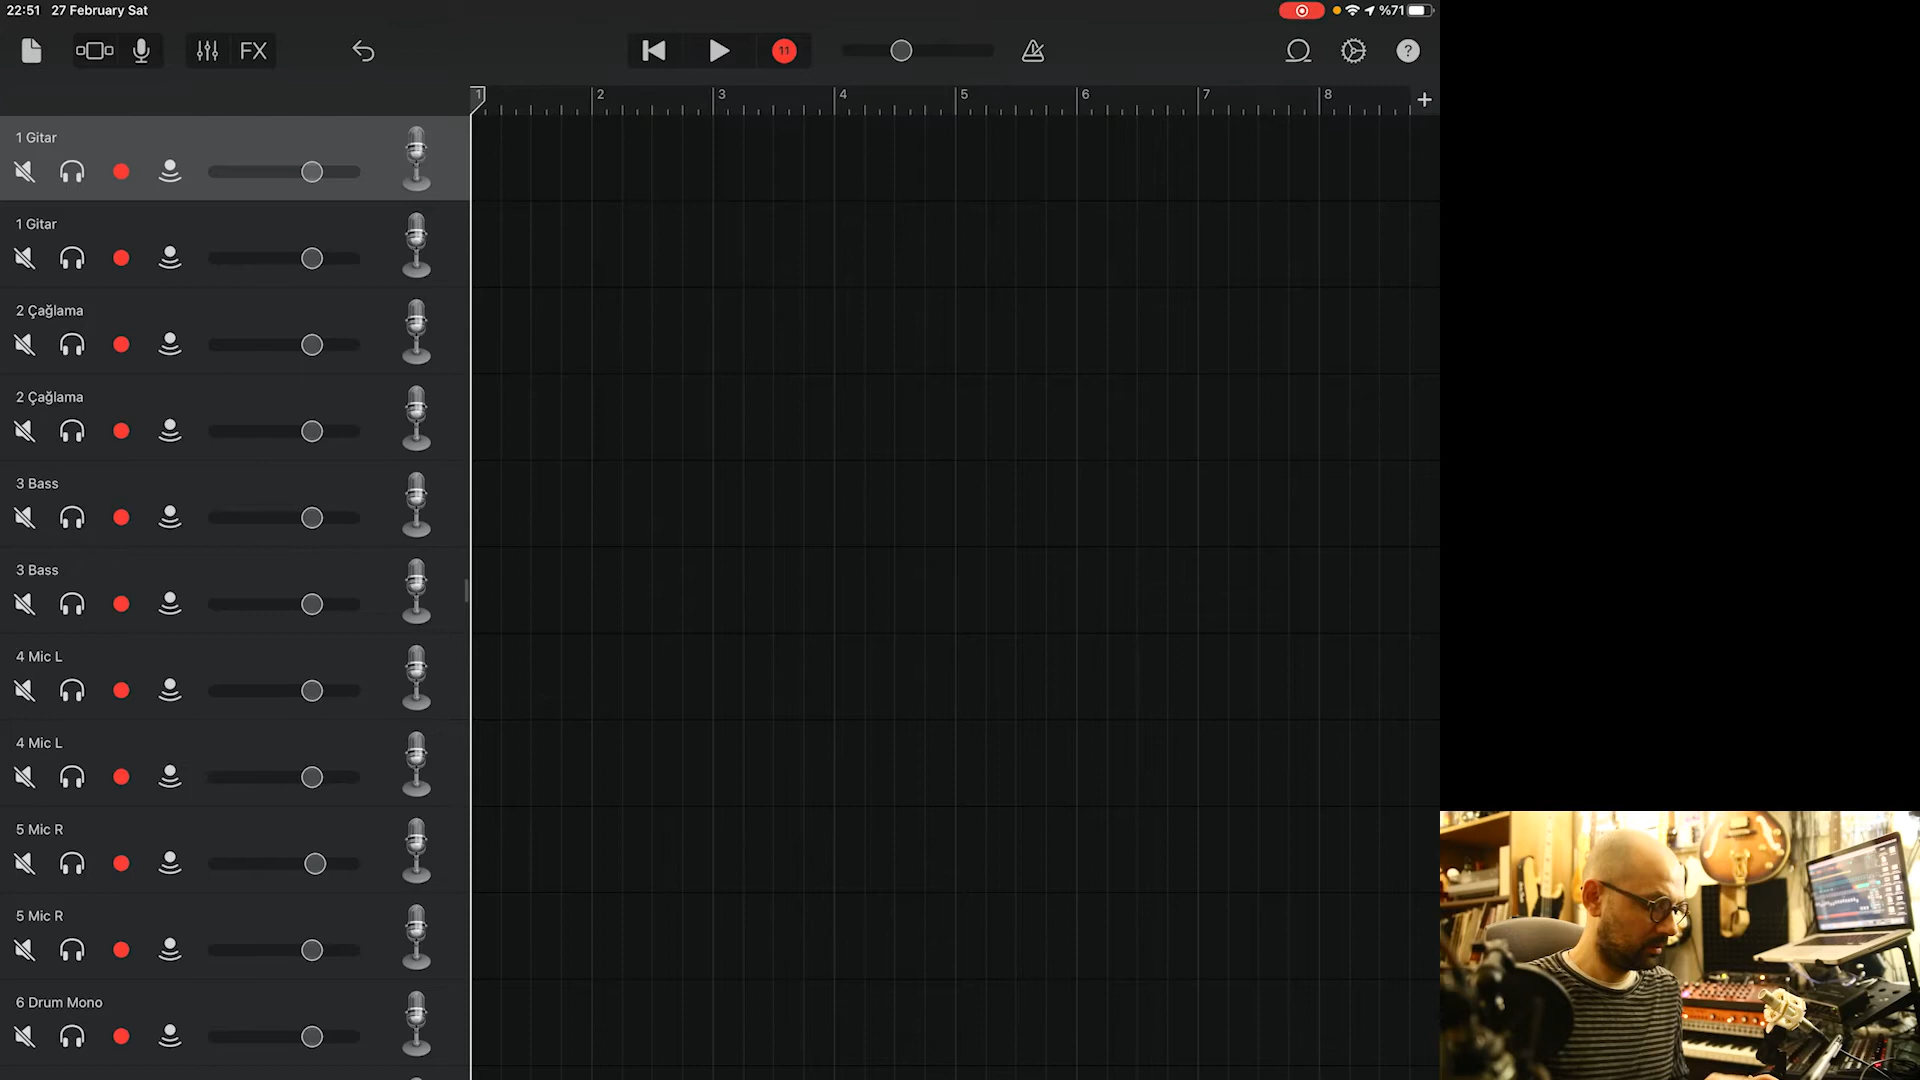 22:51 27 February Sat
%71
FX
11
?
1
2
3
4
5
6
7
8
+
1 Gitar
1 Gitar
2 Çağlama
2 Çağlama
3 Bass
3 Bass
4 Mic L
4 Mic L
5 Mic R
5 Mic R
6 Drum Mono